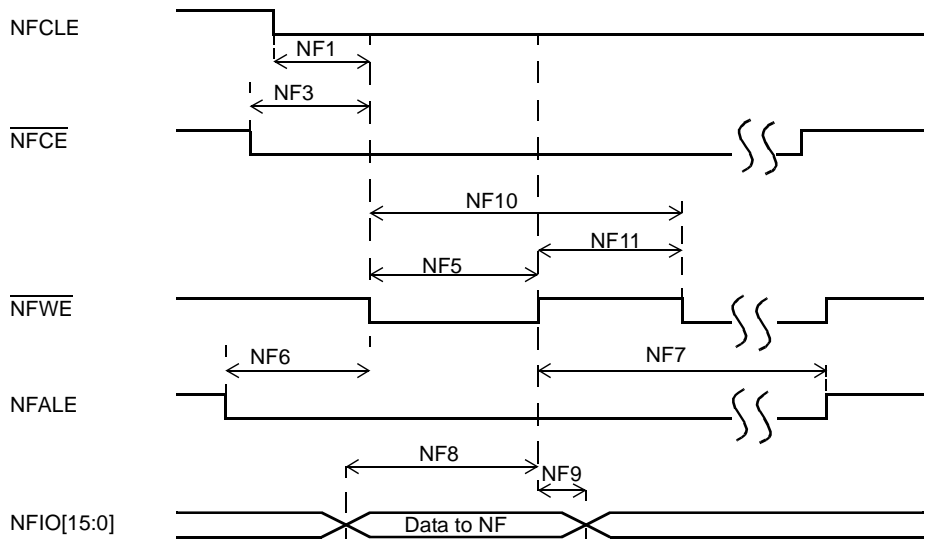 NFCLE
NF1
NF3
NFCE
NF10
NF11
NF5
NFWE
NF6
NF7
NFALE
NF8
NF9
NFIO[15:0]
Data to NF